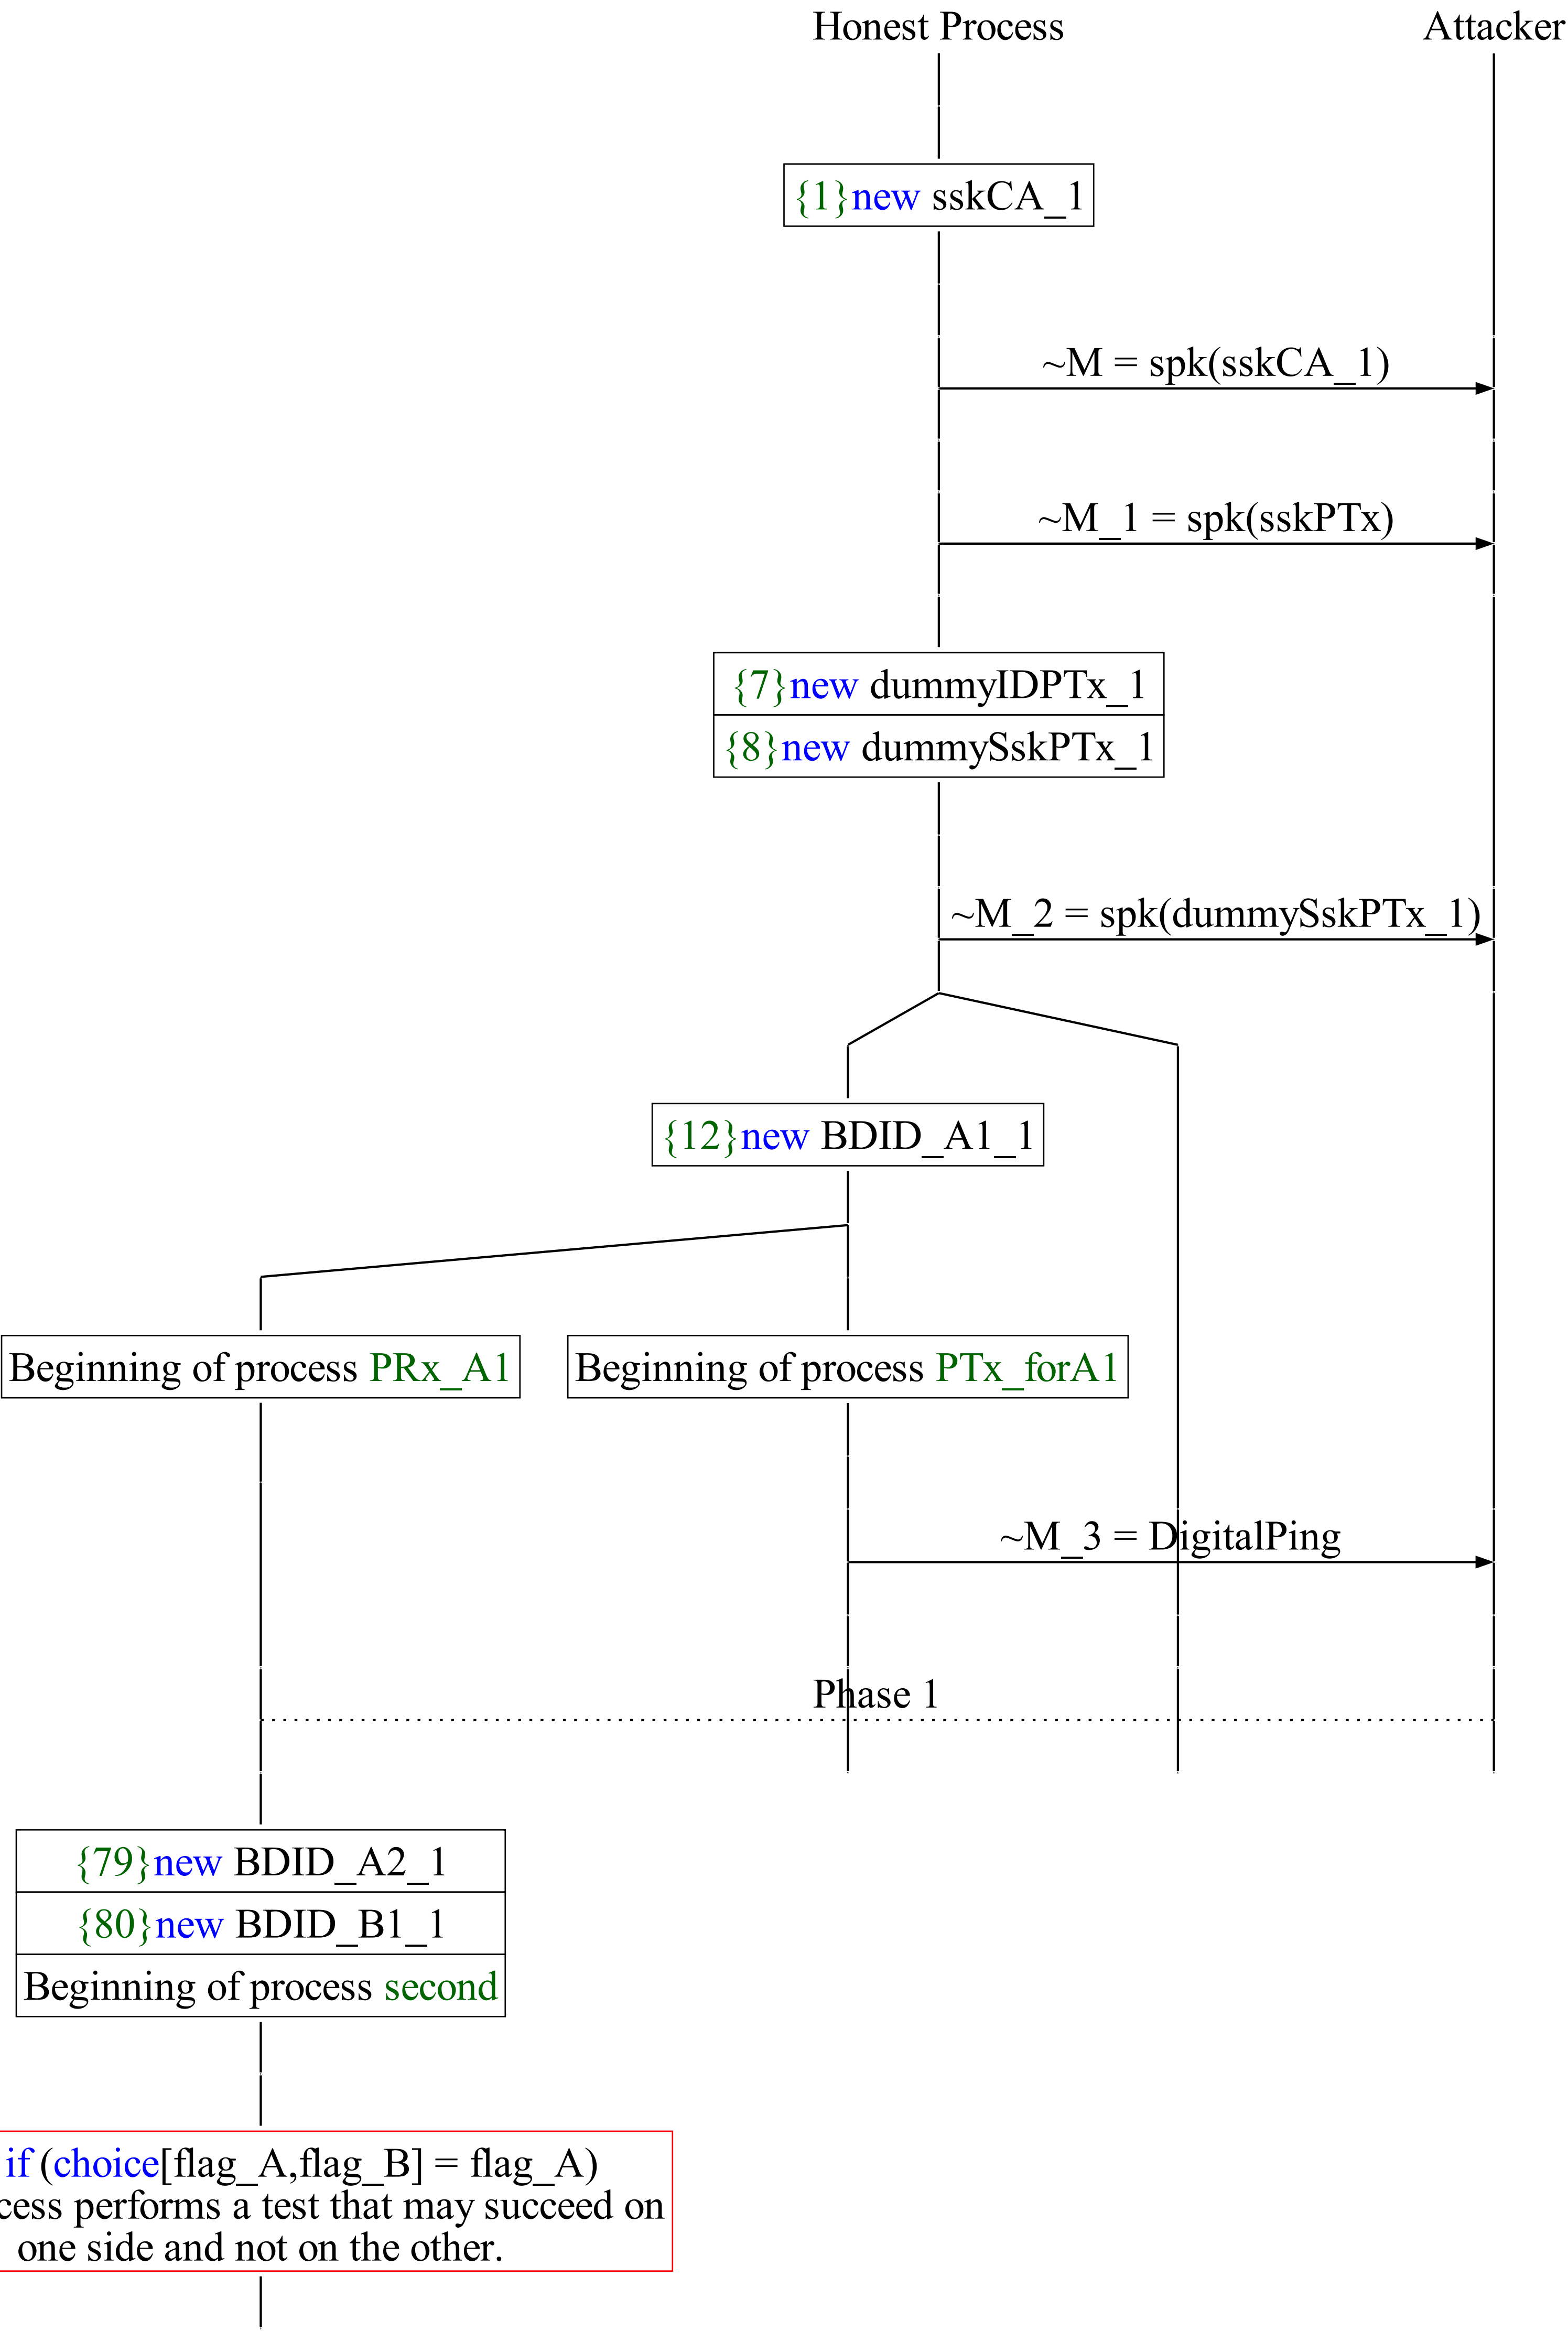 Honest Process
Attacker
{1}new sskCA_1
~M = spk(sskCA_1)
~M_1 = spk(sskPTx)
{7}new dummyIDPTx_1
{8}new dummySskPTx_1
~M_2 = spk(dummySskPTx_1)
{12}new BDID_A1_1
Beginning of process PRx_A1
Beginning of process PTx_forA1
~M_3 = DigitalPing
Phase 1
{79}new BDID_A2_1
{80}new BDID_B1_1
Beginning of process second
if (choice[flag_A,flag_B] = flag_A)
cess performs a test that may succeed on
one side and not on the other.